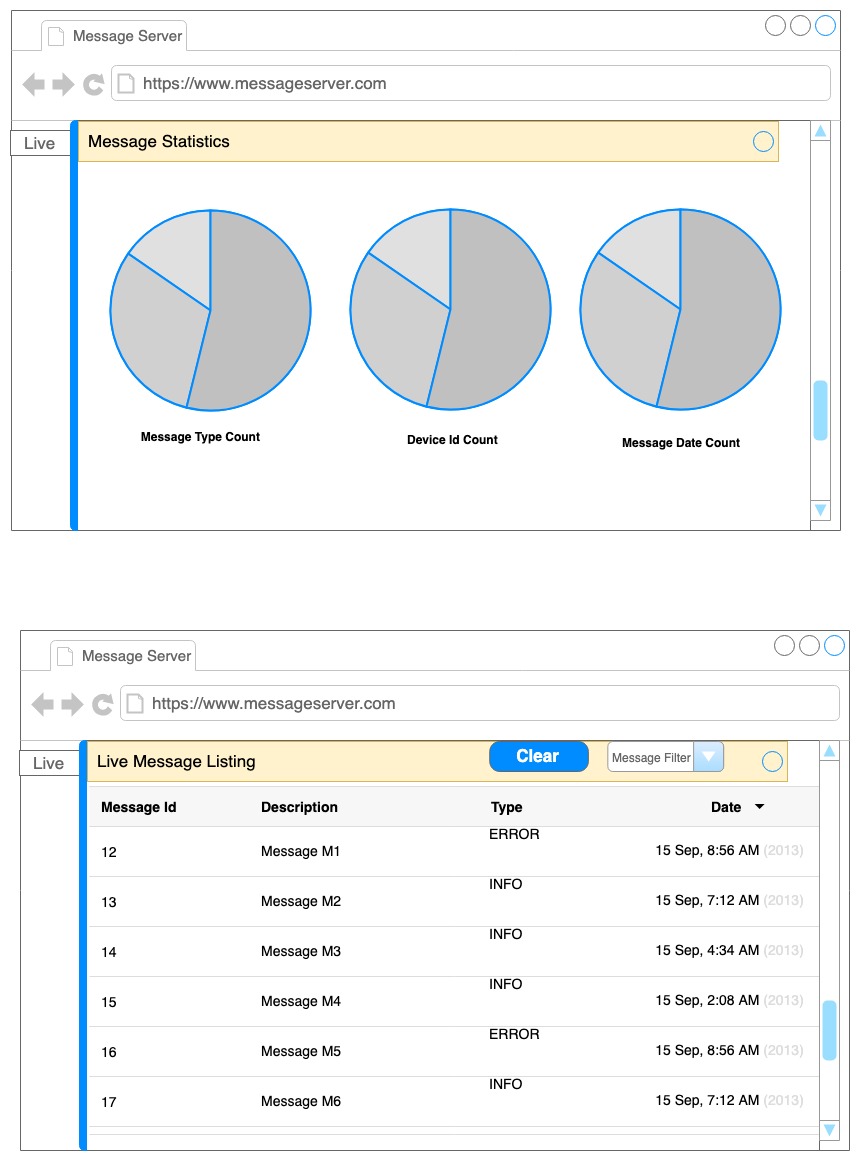 Message Server
https://www.messageserver.com
Live
Message Statistics
Message Type Count
Device Id Count
Message Date Count
Message Server
https://www.messageserver.com
Live
Live Message Listing
Clear
Message Filter
Message Id Description Type Date
12 Message M1 ERROR 15 Sep, 8:56 AM (2013)
13 Message M2 INFO 15 Sep, 7:12 AM (2013)
14 Message M3 INFO 15 Sep, 4:34 AM (2013)
15 Message M4 INFO 15 Sep, 2:08 AM (2013)
16 Message M5 ERROR 15 Sep, 8:56 AM (2013)
17 Message M6 INFO 15 Sep, 7:12 AM (2013)